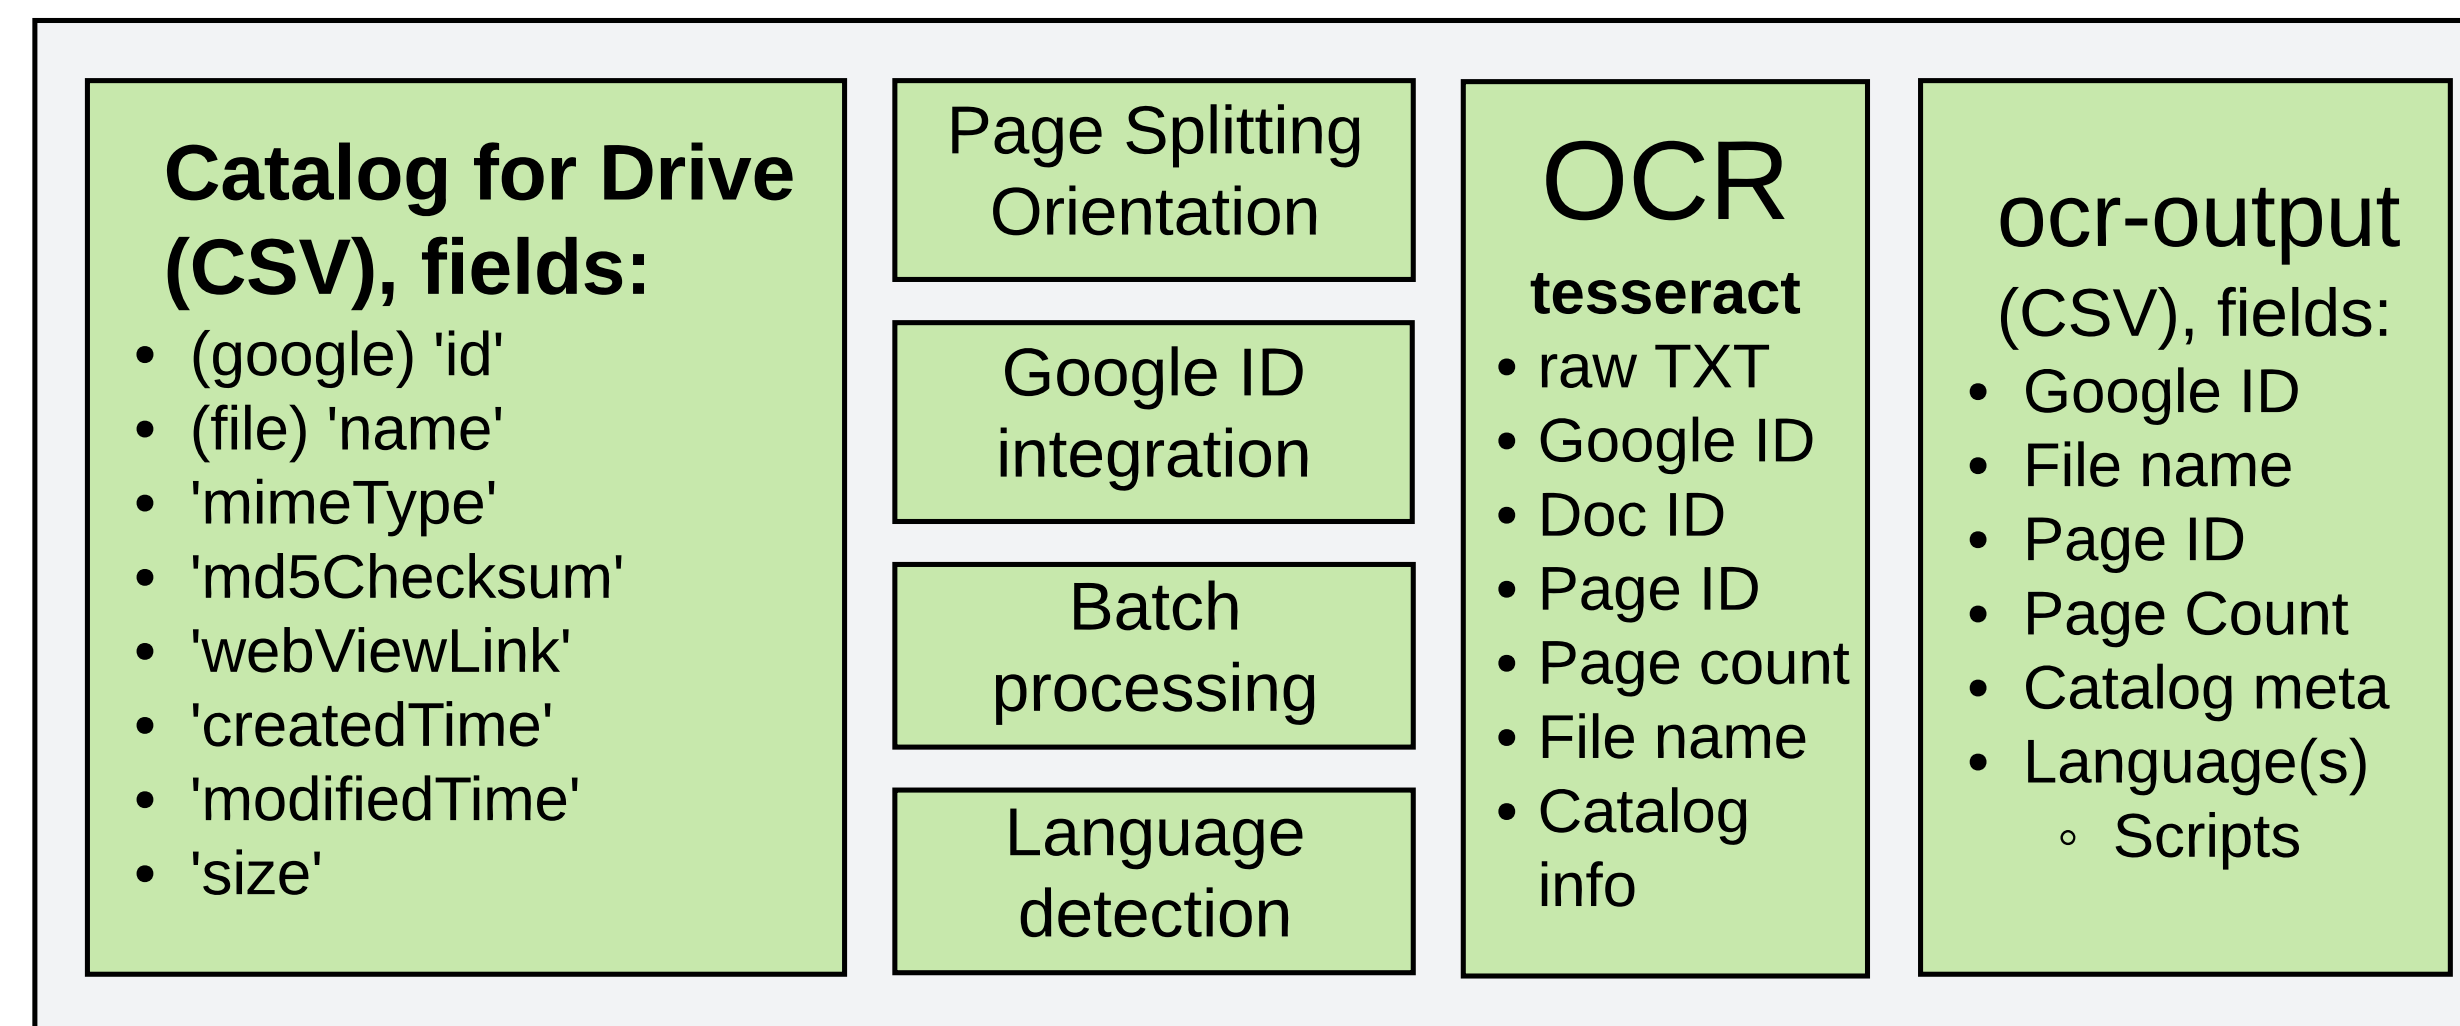 Catalog for Drive
(CSV), fields:
• (google) 'id'
• (file) 'name'
• 'mimeType'
• 'md5Checksum'
• 'webViewLink'
• 'createdTime'
• 'modifiedTime'
• 'size'
Page Splitting
Orientation
Google ID
integration
Batch
processing
Language
detection
OCR
tesseract
• raw TXT
• Google ID
• Doc ID
• Page ID
• Page count
• File name
• Catalog
info
ocr-output
(CSV), fields:
• Google ID
• File name
• Page ID
• Page Count
• Catalog meta
• Language(s)
◦ Scripts